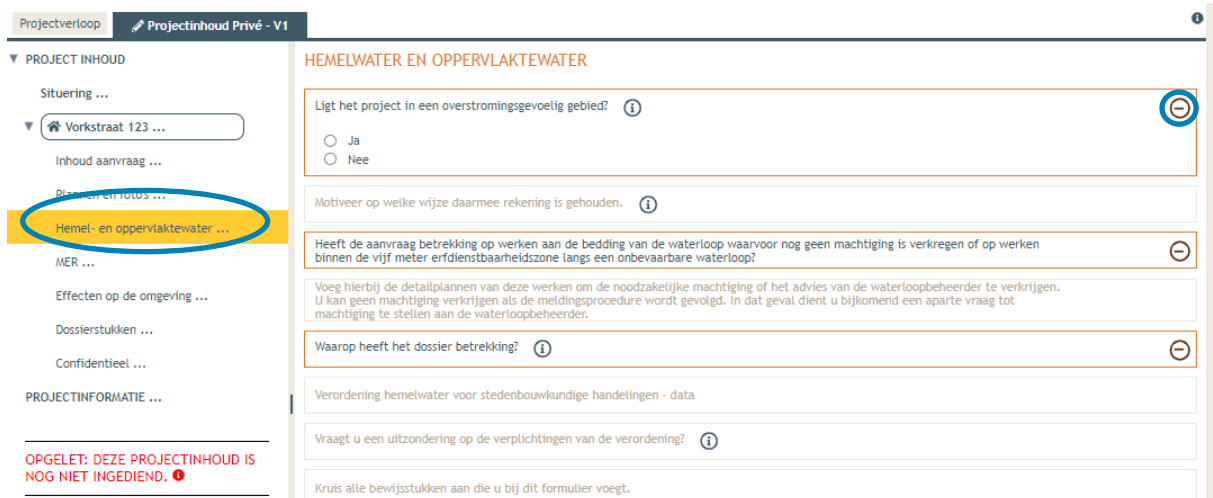 Projectverloop
Projectinhoud Privé - V1
PROJECT INHOUD
Situering ...
Vorkstraat 123 ...
Inhoud aanvraag ...
Plannen en foto's ...
Hemel- en oppervlaktewater ...
MER ...
Effecten op de omgeving ...
Dossierstukken ...
Confidentieel ...
PROJECTINFORMATIE ...
OPGELET: DEZE PROJECTINHOUD IS
NOG NIET INGEDIEND.
HEMELWATER EN OPPERVLAKTEWATER
Ligt het project in een overstromingsgevoelig gebied?
Ja
Nee
Motiveer op welke wijze daarmee rekening is gehouden.
Heeft de aanvraag betrekking op werken aan de bedding van de waterloop waarvoor nog geen machtiging is verkregen of op werken
binnen de vijf meter erfdienstbaarheidszone langs een onbevaarbare waterloop?
Voeg hierbij de detailplannen van deze werken om de noodzakelijke machtiging of het advies van de waterloopbeheerder te verkrijgen.
U kan geen machtiging verkrijgen als de meldingsprocedure wordt gevolgd. In dat geval dient u bijkomend een aparte vraag tot
machtiging te stellen aan de waterloopbeheerder.
Waarop heeft het dossier betrekking?
Verordening hemelwater voor stedenbouwkundige handelingen - data
Vraagt u een uitzondering op de verplichtingen van de verordening?
Kruis alle bewijsstukken aan die u bij dit formulier voegt.